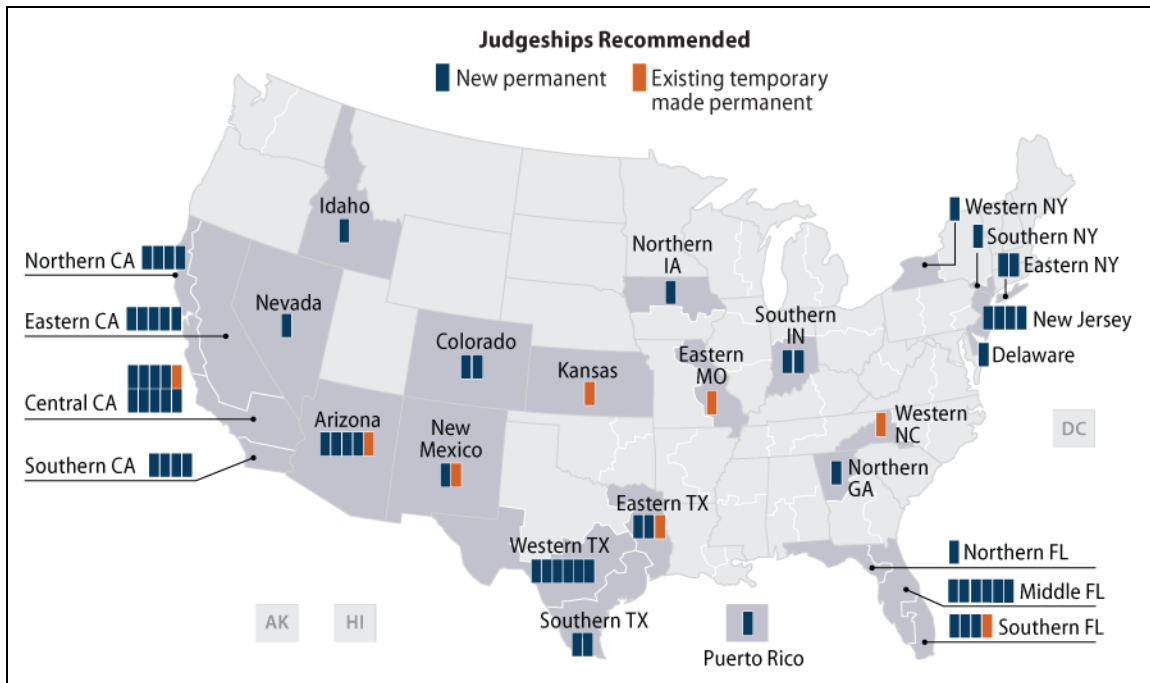 Judgeships Recommended
New permanent
Existing temporary
made permanent
Idaho
Western NY
Southern NY
Northern
IA
Northern CA
Eastern NY
Nevada
Southern
IN
Eastern CA
New Jersey
Colorado
Eastern
MO
Delaware
Kansas
Central CA
Arizona
New
Mexico
Western
NC
DC
Southern CA
Northern
GA
Eastern TX
Western TX
Northern FL
Middle FL
AK
HI
Southern TX
Southern FL
Puerto Rico